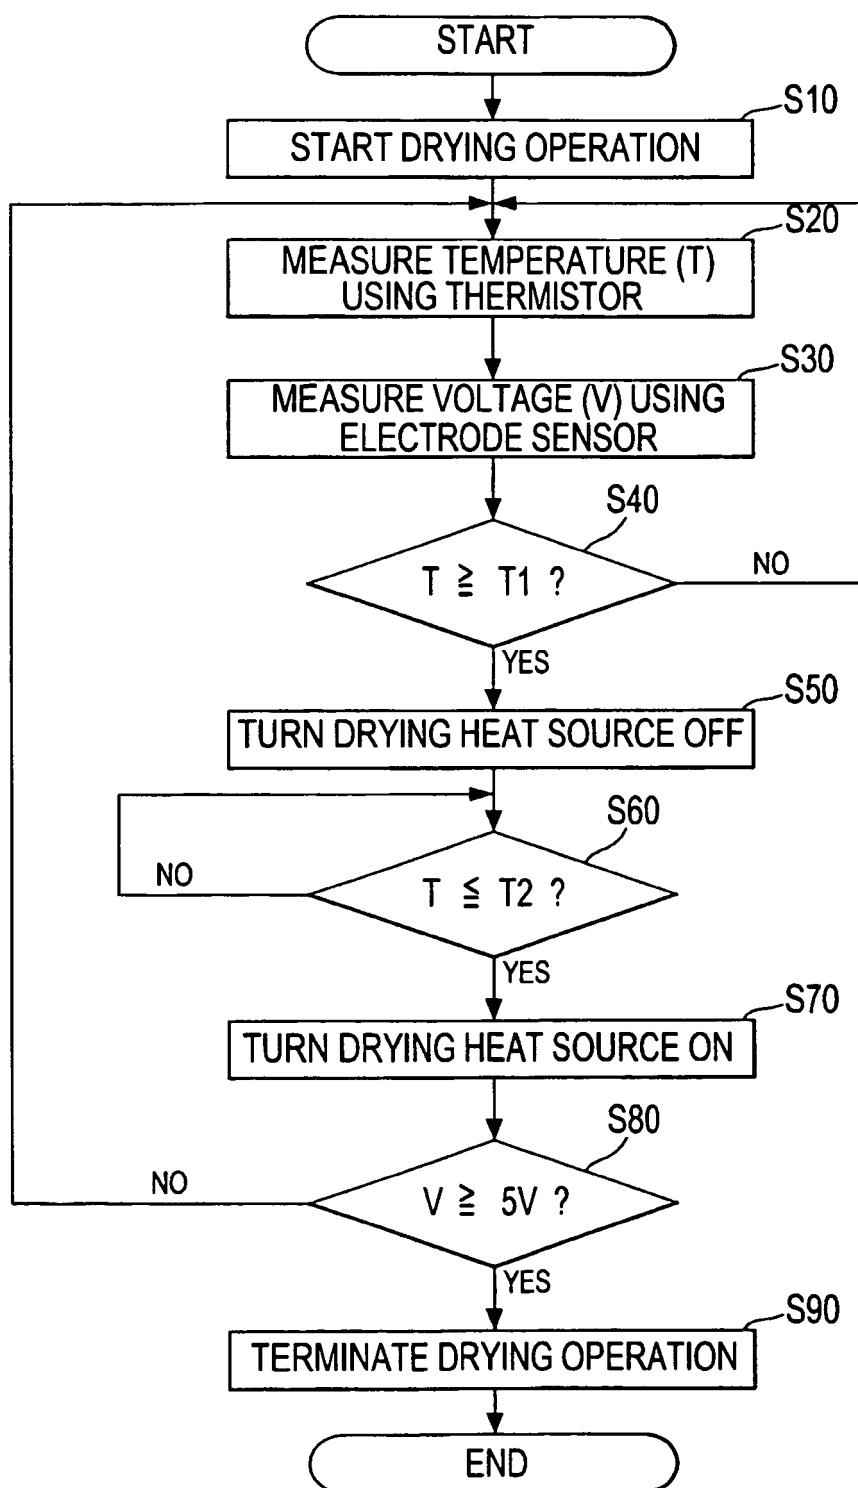 START
S10
START DRYING OPERATION
S20
MEASURE TEMPERATURE (T)
USING THERMISTOR
S30
MEASURE VOLTAGE (V) USING
ELECTRODE SENSOR
S40
T ≧ T1 ?
NO
YES
S50
TURN DRYING HEAT SOURCE OFF
S60
T ≦ T2 ?
NO
YES
S70
TURN DRYING HEAT SOURCE ON
S80
V ≧ 5V ?
NO
YES
S90
TERMINATE DRYING OPERATION
END